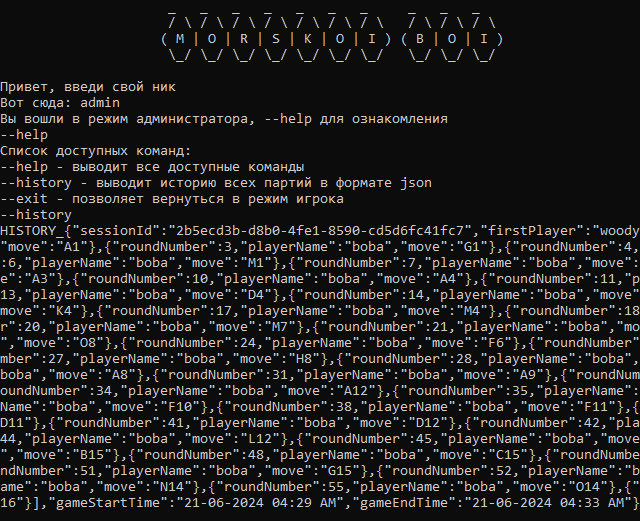 ( M | O | R | S | K | O | I ) ( B | O | I )
Привет, введи свой ник
Вот сюда: admin
Вы вошли в режим администратора, --help для ознакомления
--help
Список доступных команд:
--help - выводит все доступные команды
--history - выводит историю всех партий в формате json
--exit - позволяет вернуться в режим игрока
--history
HISTORY_{"sessionId":"2b5ecd3b-d8b0-4fe1-8590-cd5d6fc41fc7","firstPlayer":"woody
"move":"A1"},{"roundNumber":3,"playerName":"boba","move":"G1"},{"roundNumber":4,
:6,"playerName":"boba","move":"M1"},{"roundNumber":7,"playerName":"boba","move":
e":"A3"},{"roundNumber":10,"playerName":"boba","move":"A4"},{"roundNumber":11,"p
13,"playerName":"boba","move":"D4"},{"roundNumber":14,"playerName":"boba","move"
move":"K4"},{"roundNumber":17,"playerName":"boba","move":"M4"},{"roundNumber":18
r":20,"playerName":"boba","move":"M7"},{"roundNumber":21,"playerName":"boba","mo
","move":"O8"},{"roundNumber":24,"playerName":"boba","move":"F6"},{"roundNumber"
mber":27,"playerName":"boba","move":"H8"},{"roundNumber":28,"playerName":"boba",
boba","move":"A8"},{"roundNumber":31,"playerName":"boba","move":"A9"},{"roundNum
oundNumber":34,"playerName":"boba","move":"A12"},{"roundNumber":35,"playerName":
Name":"boba","move":"F10"},{"roundNumber":38,"playerName":"boba","move":"F11"},{
D11"},{"roundNumber":41,"playerName":"boba","move":"D12"},{"roundNumber":42,"pla
44,"playerName":"boba","move":"L12"},{"roundNumber":45,"playerName":"boba","move
","move":"B15"},{"roundNumber":48,"playerName":"boba","move":"C15"},{"roundNumbe
ndNumber":51,"playerName":"boba","move":"G15"},{"roundNumber":52,"playerName":"b
ame":"boba","move":"N14"},{"roundNumber":55,"playerName":"boba","move":"O14"},{"
16"}],"gameStartTime":"21-06-2024 04:29 AM","gameEndTime":"21-06-2024 04:33 AM"}